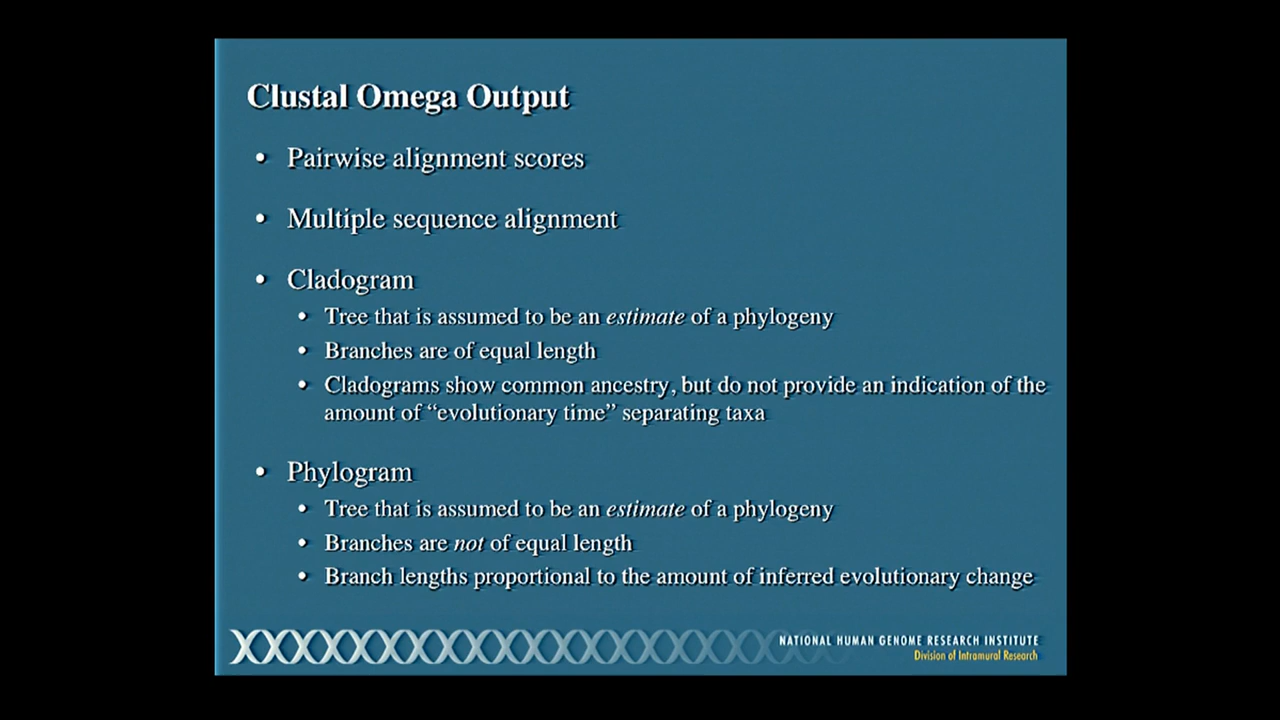 Clustal Omega Output
• Pairwise alignment scores
• Multiple sequence alignment
• Cladogram
• Tree that is assumed to be an estimate of a phylogeny
• Branches are of equal length
• Cladograms show common ancestry, but do not provide an indication of the
amount of “evolutionary time” separating taxa
• Phylogram
• Tree that is assumed to be an estimate of a phylogeny
• Branches are not of equal length
• Branch lengths proportional to the amount of inferred evolutionary change
NATIONAL HUMAN GENOME RESEARCH INSTITUTE
Division of Intramural Research